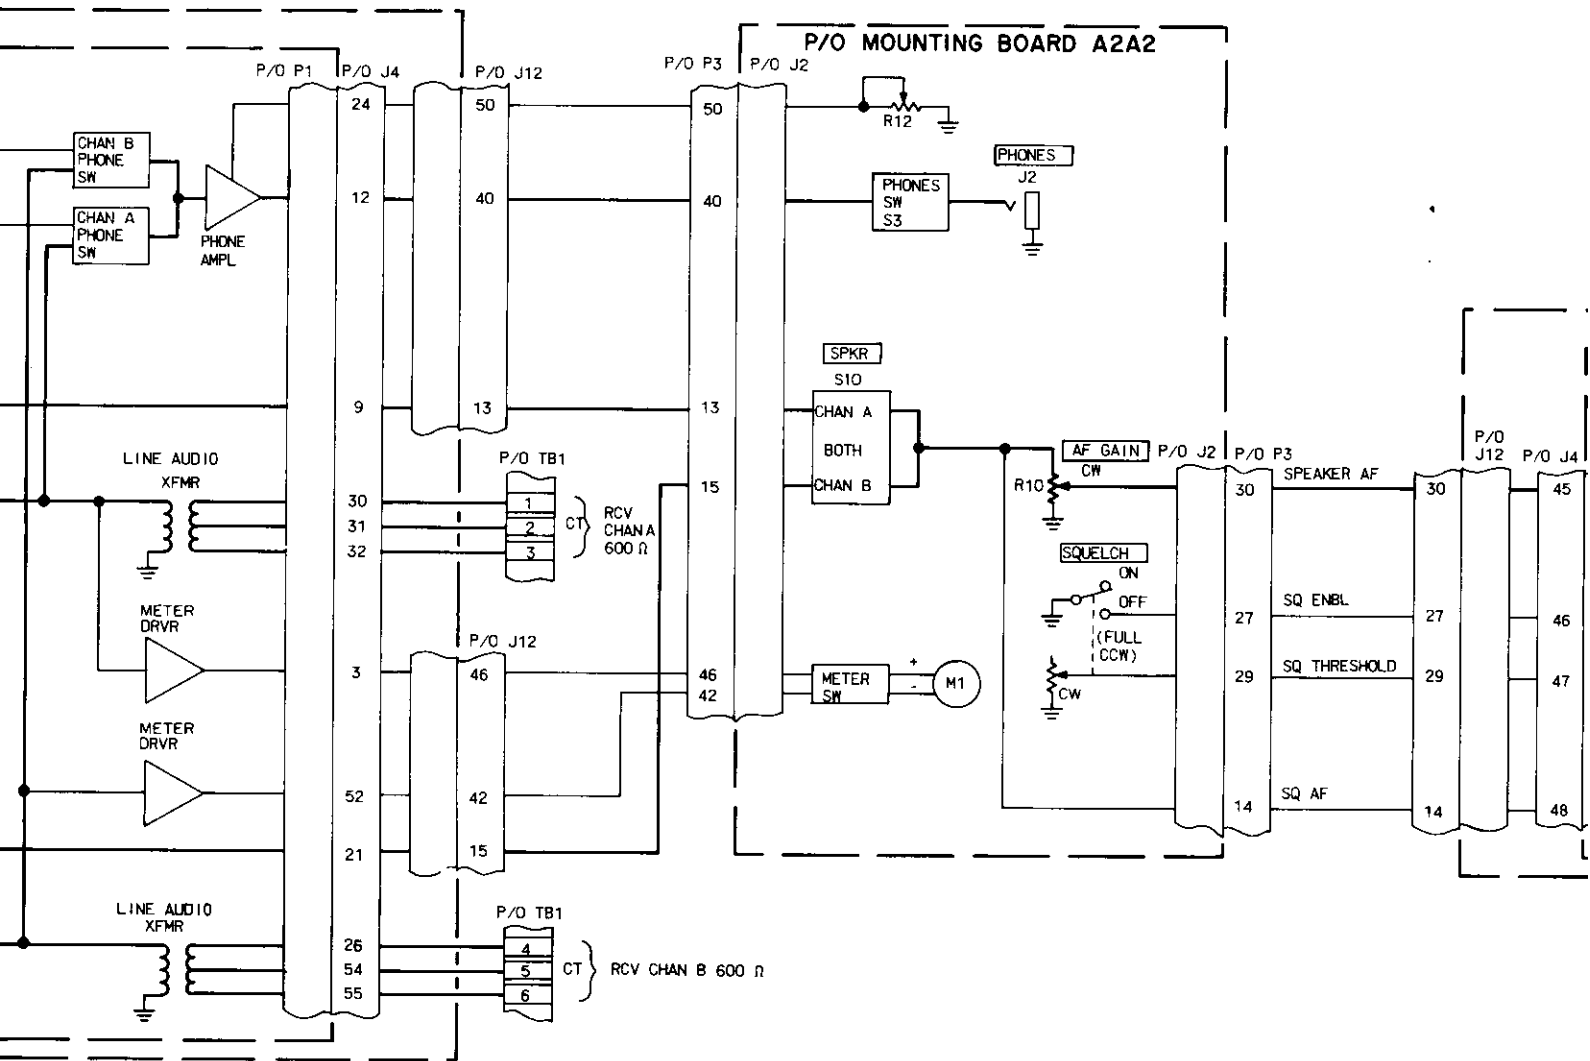 P/O MOUNTING BOARD A2A2
P/O P1
P/O J4
P/O J12
P/O P3
P/O J2
24
50
50
R12
CHAN B
PHONE
SW
CHAN A
PHONE
SW
PHONE
AMPL
12
40
40
PHONES
SW
S3
PHONES
J2
9
13
13
SPKR
S10
CHAN A
BOTH
CHAN B
15
AF GAIN
CW
R10
P/O J2
P/O P3
SPEAKER AF
30
30
P/O
J12
P/O J4
45
LINE AUDIO
XFMR
30
31
32
P/O TB1
1
2
3
CT
RCV
CHAN A
600 Ω
SQUELCH
ON
OFF
(FULL
CCW)
CW
SQ ENBL
27
27
46
SQ THRESHOLD
29
29
47
SQ AF
14
14
48
METER
DRVR
3
P/O J12
46
46
42
METER
SW
+
-
M1
METER
DRVR
52
42
21
15
LINE AUDIO
XFMR
26
54
55
P/O TB1
4
5
6
CT
RCV CHAN B 600 Ω